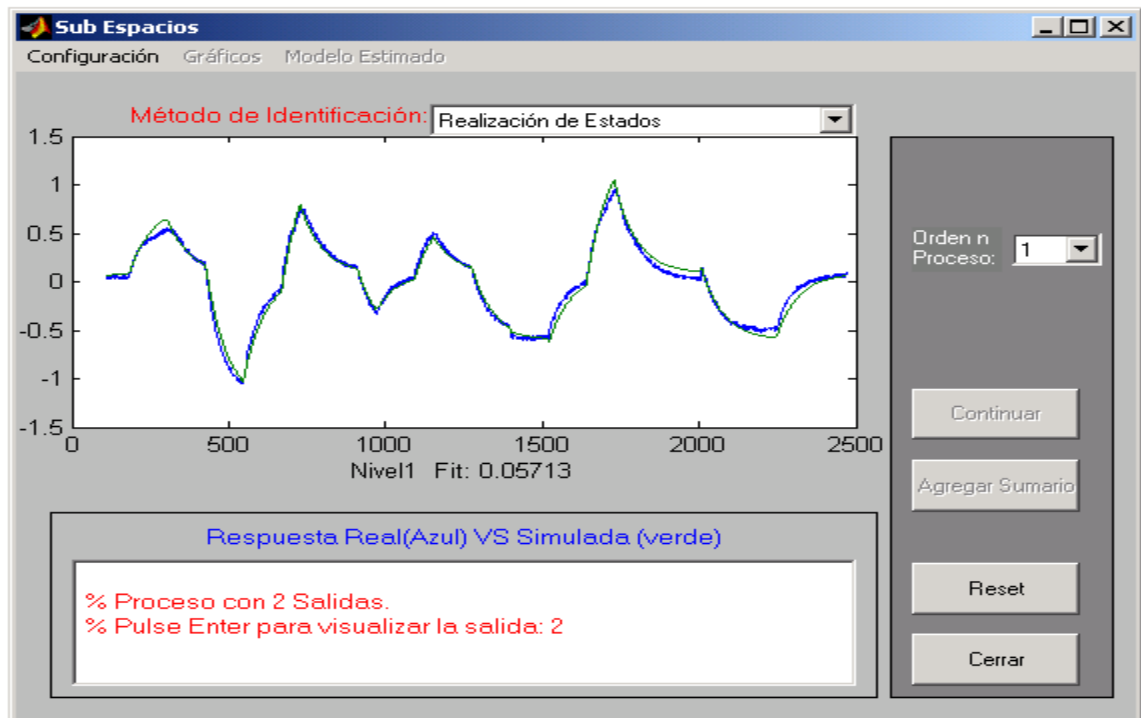 Sub Espacios
Configuración Gráficos Modelo Estimado
Método de Identificación: Realización de Estados
1.5
1
0.5
0
-0.5
-1
-1.5
0 500 1000 1500 2000 2500
Nivel1 Fit: 0.05713
Orden n
Proceso: 1
Continuar
Agregar Sumario
Respuesta Real(Azul) VS Simulada (verde)
% Proceso con 2 Salidas.
% Pulse Enter para visualizar la salida: 2
Reset
Cerrar